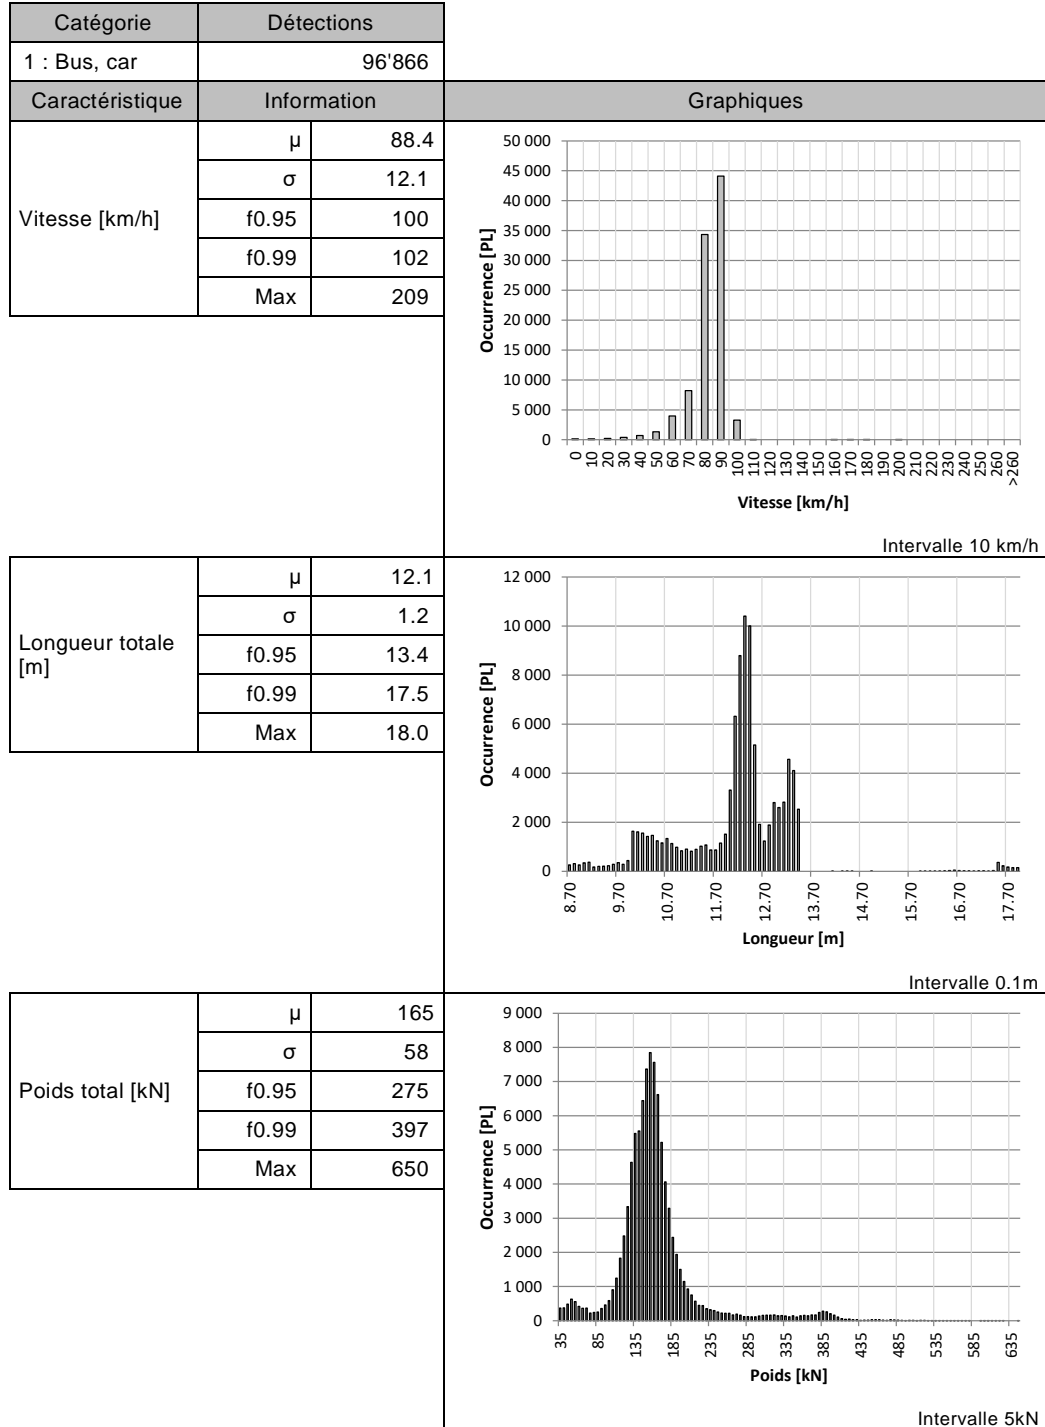 Catégorie Détections
1 : Bus, car 96'866
Caractéristique Information Graphiques
Vitesse [km/h]
µ 88.4
σ 12.1
f0.95 100
f0.99 102
Max 209
50 000
45 000
40 000
35 000
30 000
25 000
20 000
15 000
10 000
5 000
0
Occurrence [PL]
0 10 20 30 40 50 60 70 80 90 100 110 120 130 140 150 160 170 180 190 200 210 220 230 240 250 260 >260
Vitesse [km/h]
Intervalle 10 km/h
Longueur totale
[m]
µ 12.1
σ 1.2
f0.95 13.4
f0.99 17.5
Max 18.0
12 000
10 000
8 000
6 000
4 000
2 000
0
Occurrence [PL]
8.70 9.70 10.70 11.70 12.70 13.70 14.70 15.70 16.70 17.70
Longueur [m]
Intervalle 0.1m
Poids total [kN]
µ 165
σ 58
f0.95 275
f0.99 397
Max 650
9 000
8 000
7 000
6 000
5 000
4 000
3 000
2 000
1 000
0
Occurrence [PL]
35 85 135 185 235 285 335 385 435 485 535 585 635
Poids [kN]
Intervalle 5kN